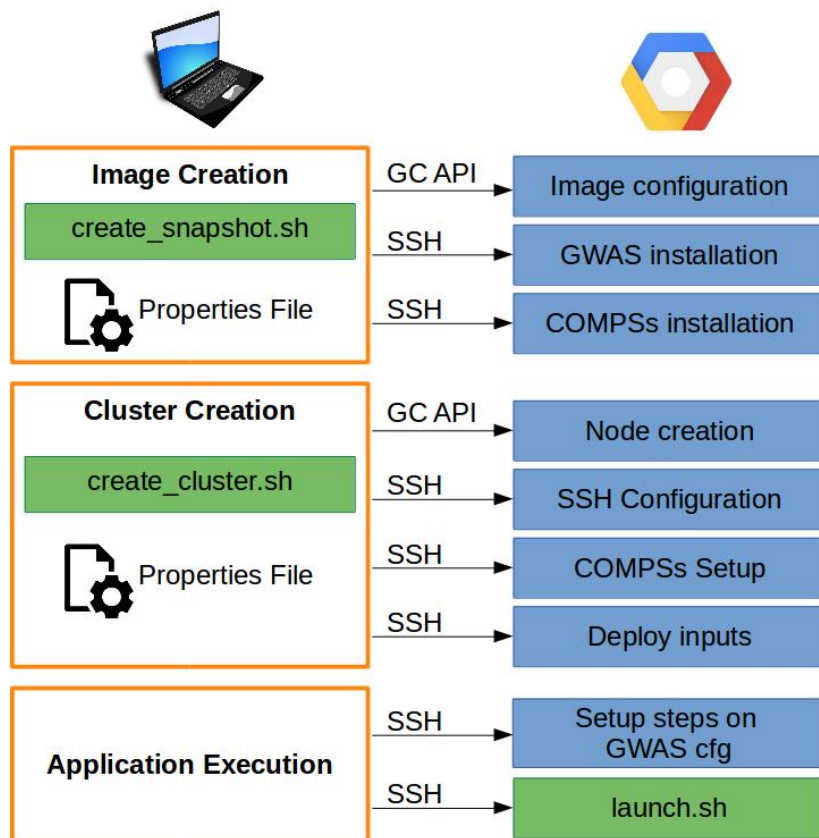 Image Creation
create_snapshot.sh
Properties File
GC API
Image configuration
SSH
GWAS installation
SSH
COMPSs installation
Cluster Creation
create_cluster.sh
Properties File
GC API
Node creation
SSH
SSH Configuration
SSH
COMPSs Setup
SSH
Deploy inputs
Application Execution
SSH
Setup steps on
GWAS cfg
SSH
launch.sh